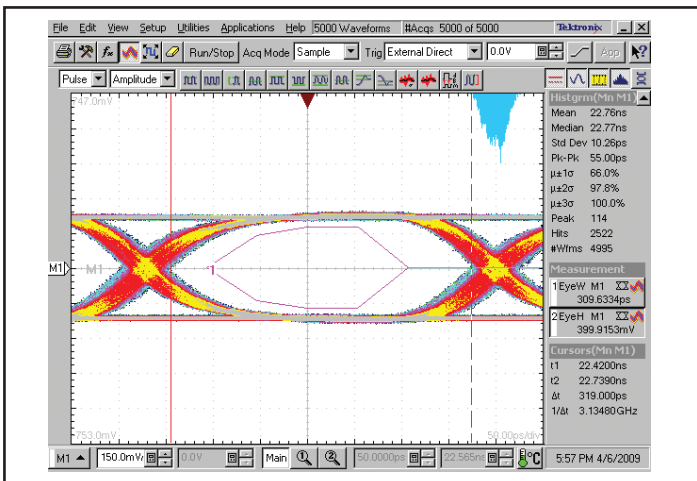 File Edit View Setup Utilities Applications Help 5000 Waveforms #Acqs 5000 of 5000 Tektronix
Run/Stop Acq Mode Sample Trig External Direct 0.0V App
Pulse Amplitude
747.0mV
Histgrm(Mn M1)
Mean 22.76ns
Median 22.77ns
Std Dev 10.26ps
Pk-Pk 55.00ps
µ±1σ 66.0%
µ±2σ 97.8%
µ±3σ 100.0%
Peak 114
Hits 2522
#Wfms 4995
M1 M1 1
Measurement
1 EyeW M1
309.6334ps
2 EyeH M1
399.9153mV
Cursors(Mn M1)
t1 22.4200ns
t2 22.7390ns
Δt 319.000ps
1/Δt 3.13480GHz
-753.0mV 50.00ps/div
M1 150.0mV/ 0.0V Main 1 2 50.0000ps 22.565ns °C 5:57 PM 4/6/2009